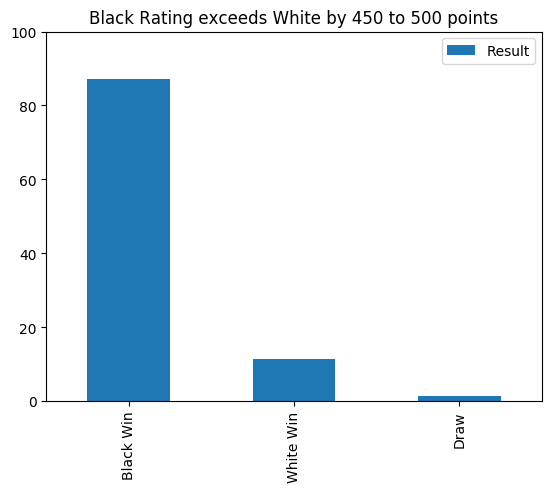 Black Rating exceeds White by 450 to 500 points
Result
100
80
60
40
20
0
Black Win
White Win
Draw